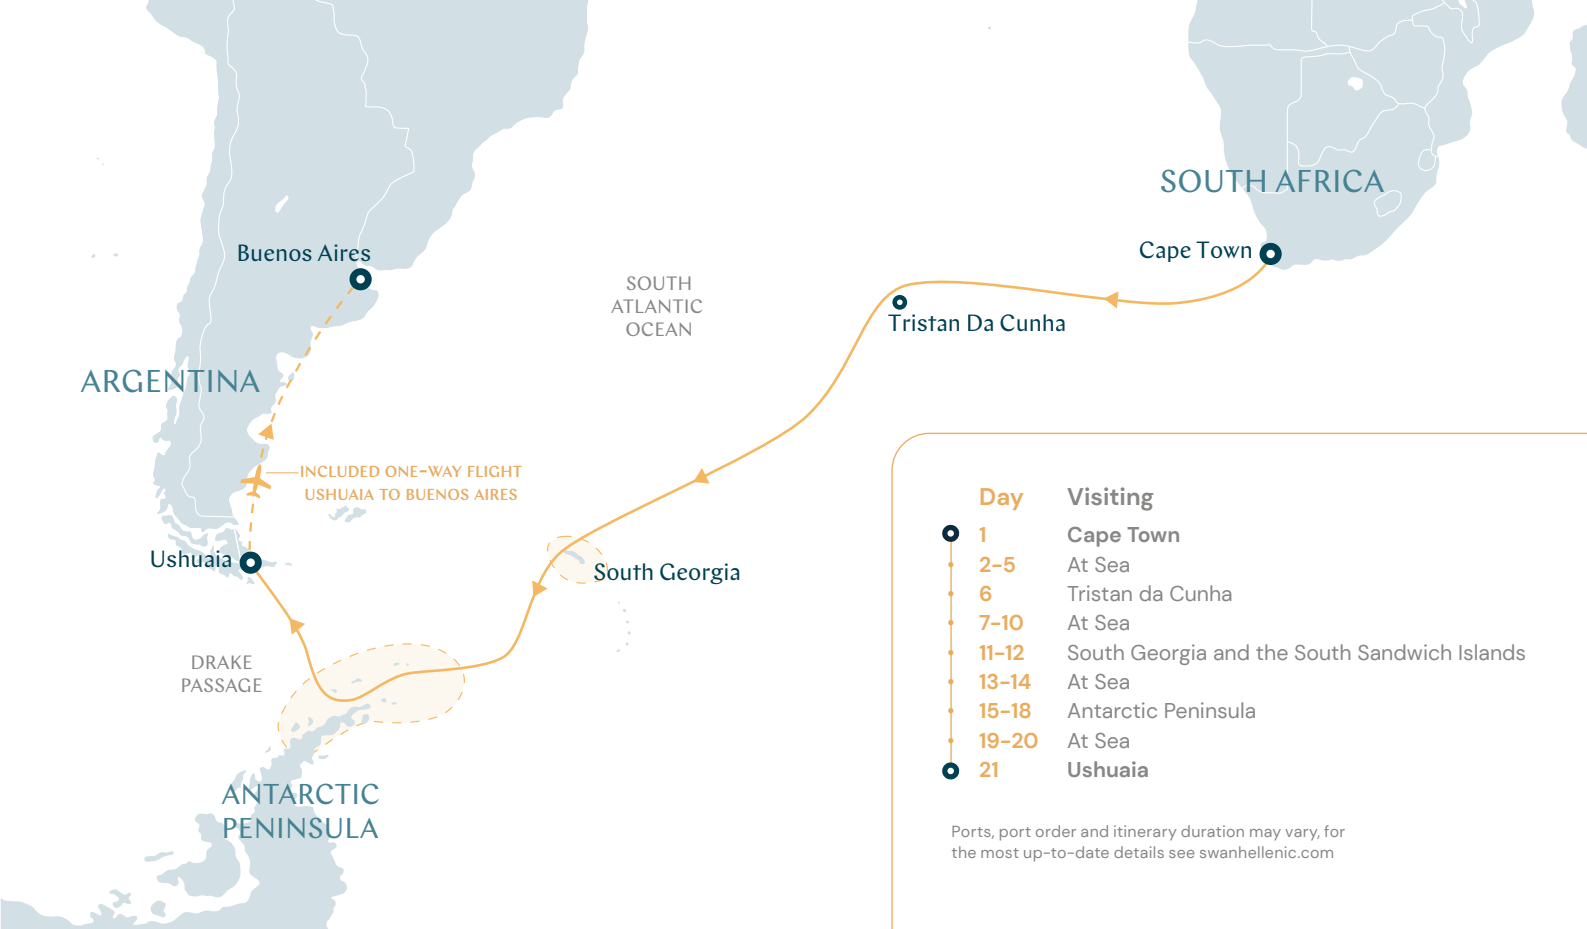 SOUTH AFRICA
Buenos Aires
Cape Town
SOUTH
ATLANTIC
OCEAN
Tristan Da Cunha
ARGENTINA
INCLUDED ONE-WAY FLIGHT
USHUAIA TO BUENOS AIRES
Ushuaia
South Georgia
DRAKE
PASSAGE
ANTARCTIC
PENINSULA
Day Visiting
1 Cape Town
2-5 At Sea
6 Tristan da Cunha
7-10 At Sea
11-12 South Georgia and the South Sandwich Islands
13-14 At Sea
15-18 Antarctic Peninsula
19-20 At Sea
21 Ushuaia
Ports, port order and itinerary duration may vary, for
the most up-to-date details see swanhellenic.com